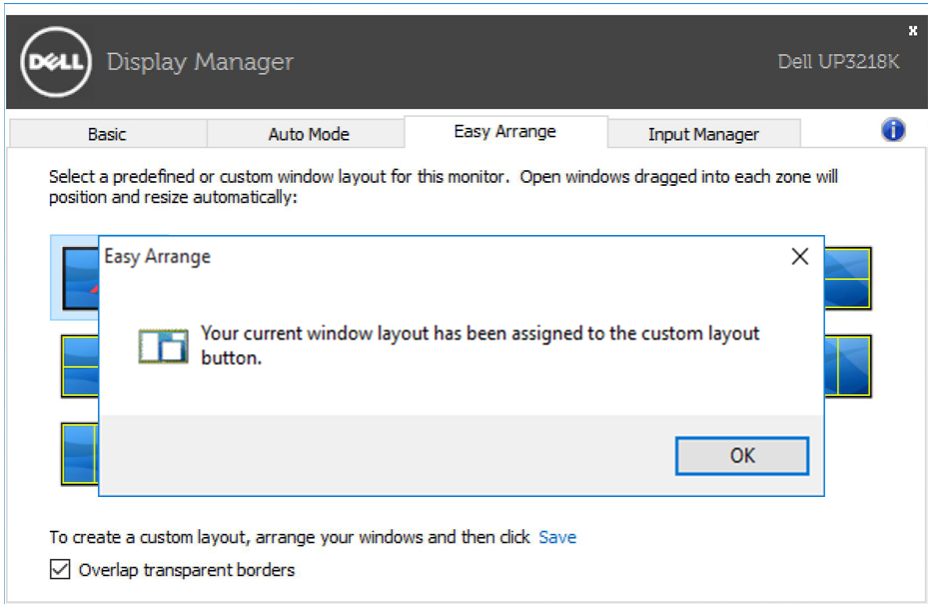 DELL
Display Manager
x
Dell UP3218K
Basic
Auto Mode
Easy Arrange
Input Manager
i
Select a predefined or custom window layout for this monitor.  Open windows dragged into each zone will
position and resize automatically:
Easy Arrange
Your current window layout has been assigned to the custom layout
button.
OK
To create a custom layout, arrange your windows and then click Save
Overlap transparent borders